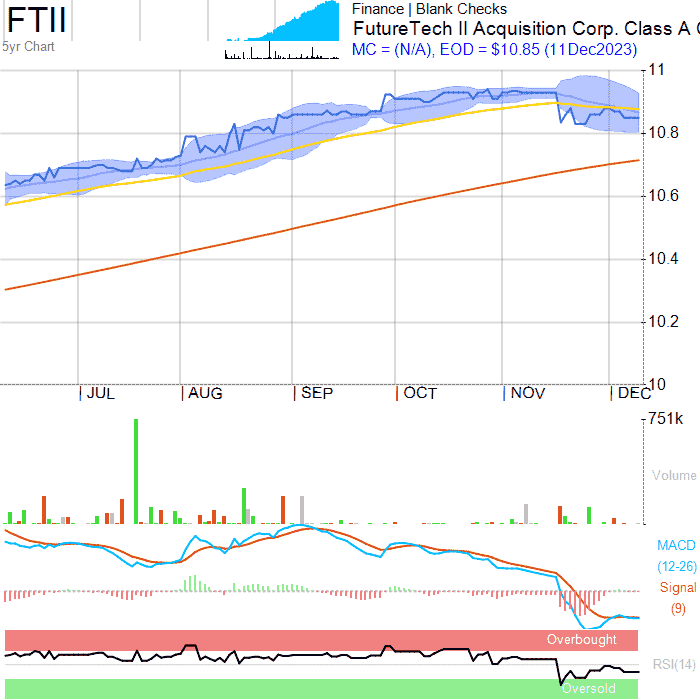 FTII
5yr Chart
Finance | Blank Checks
FutureTech II Acquisition Corp. Class A
MC = (N/A), EOD = $10.85 (11Dec2023)
11
10.8
10.6
10.4
10.2
10
JUL AUG SEP OCT NOV DEC
751k
Volume
MACD
(12-26)
Signal
(9)
Overbought
RSI(14)
Oversold